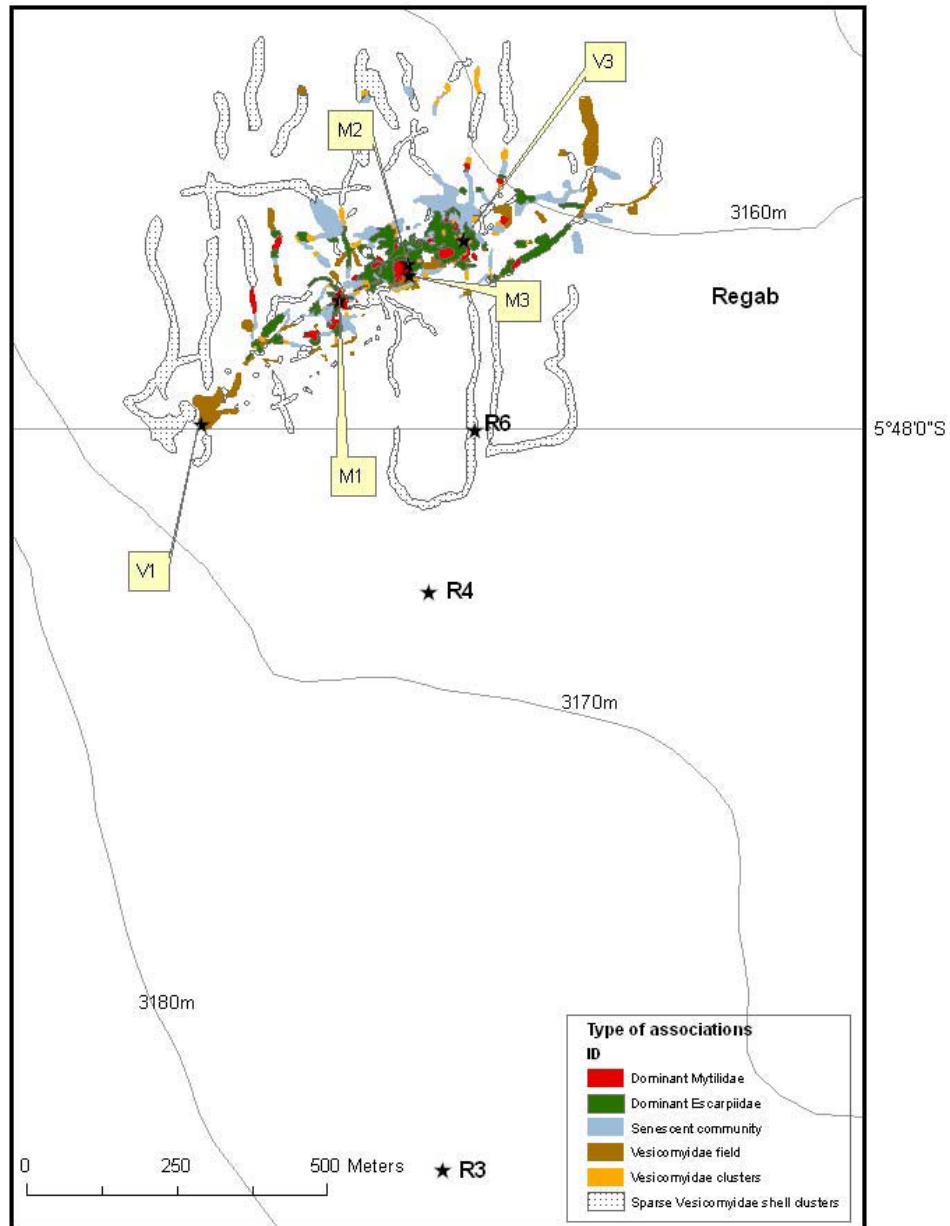 V3
M2
3160m
Regab
M3
R6
5°48'0"S
M1
V1
R4
3170m
3180m
Type of associations
ID
Dominant Mytilidae
Dominant Escarpiidae
Senescent community
Vesicomyidae field
Vesicomyidae clusters
Sparse Vesicomyidae shell clusters
0 250 500 Meters
R3